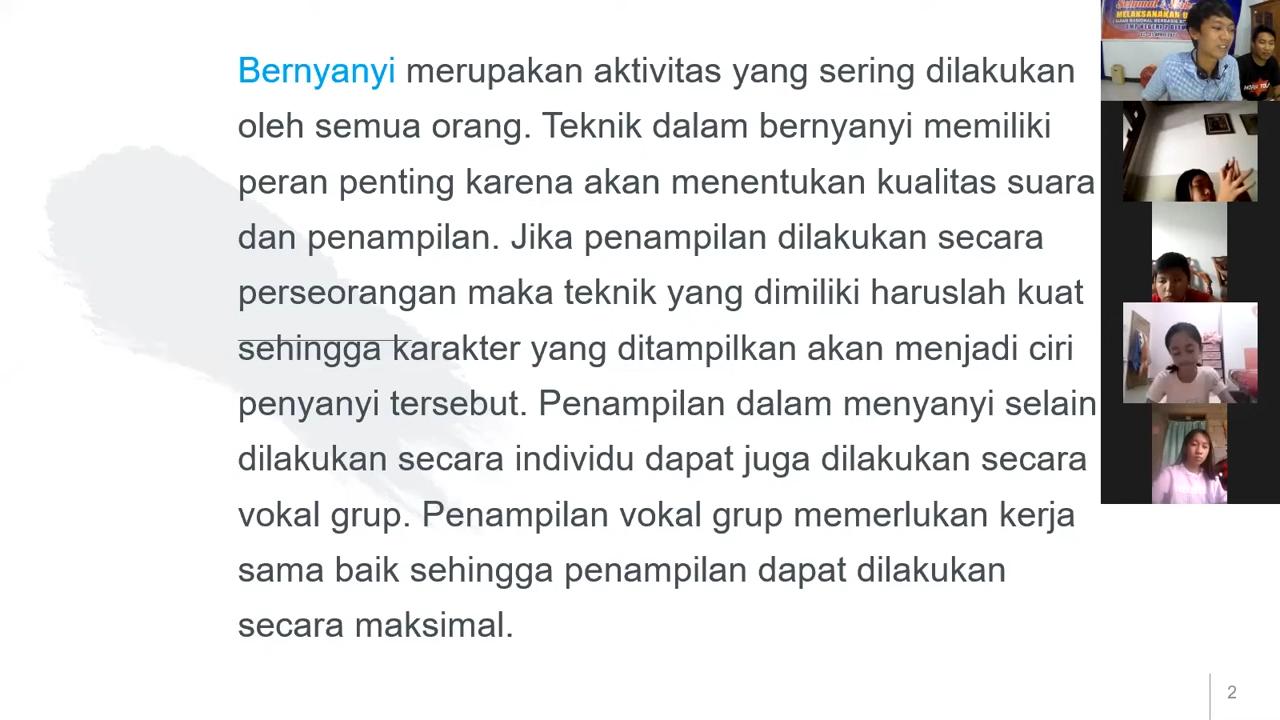 Bernyanyi merupakan aktivitas yang sering dilakukan
oleh semua orang. Teknik dalam bernyanyi memiliki
peran penting karena akan menentukan kualitas suara
dan penampilan. Jika penampilan dilakukan secara
perseorangan maka teknik yang dimiliki haruslah kuat
sehingga karakter yang ditampilkan akan menjadi ciri
penyanyi tersebut. Penampilan dalam menyanyi selain
dilakukan secara individu dapat juga dilakukan secara
vokal grup. Penampilan vokal grup memerlukan kerja
sama baik sehingga penampilan dapat dilakukan
secara maksimal.
2
MELAKSANAKAN